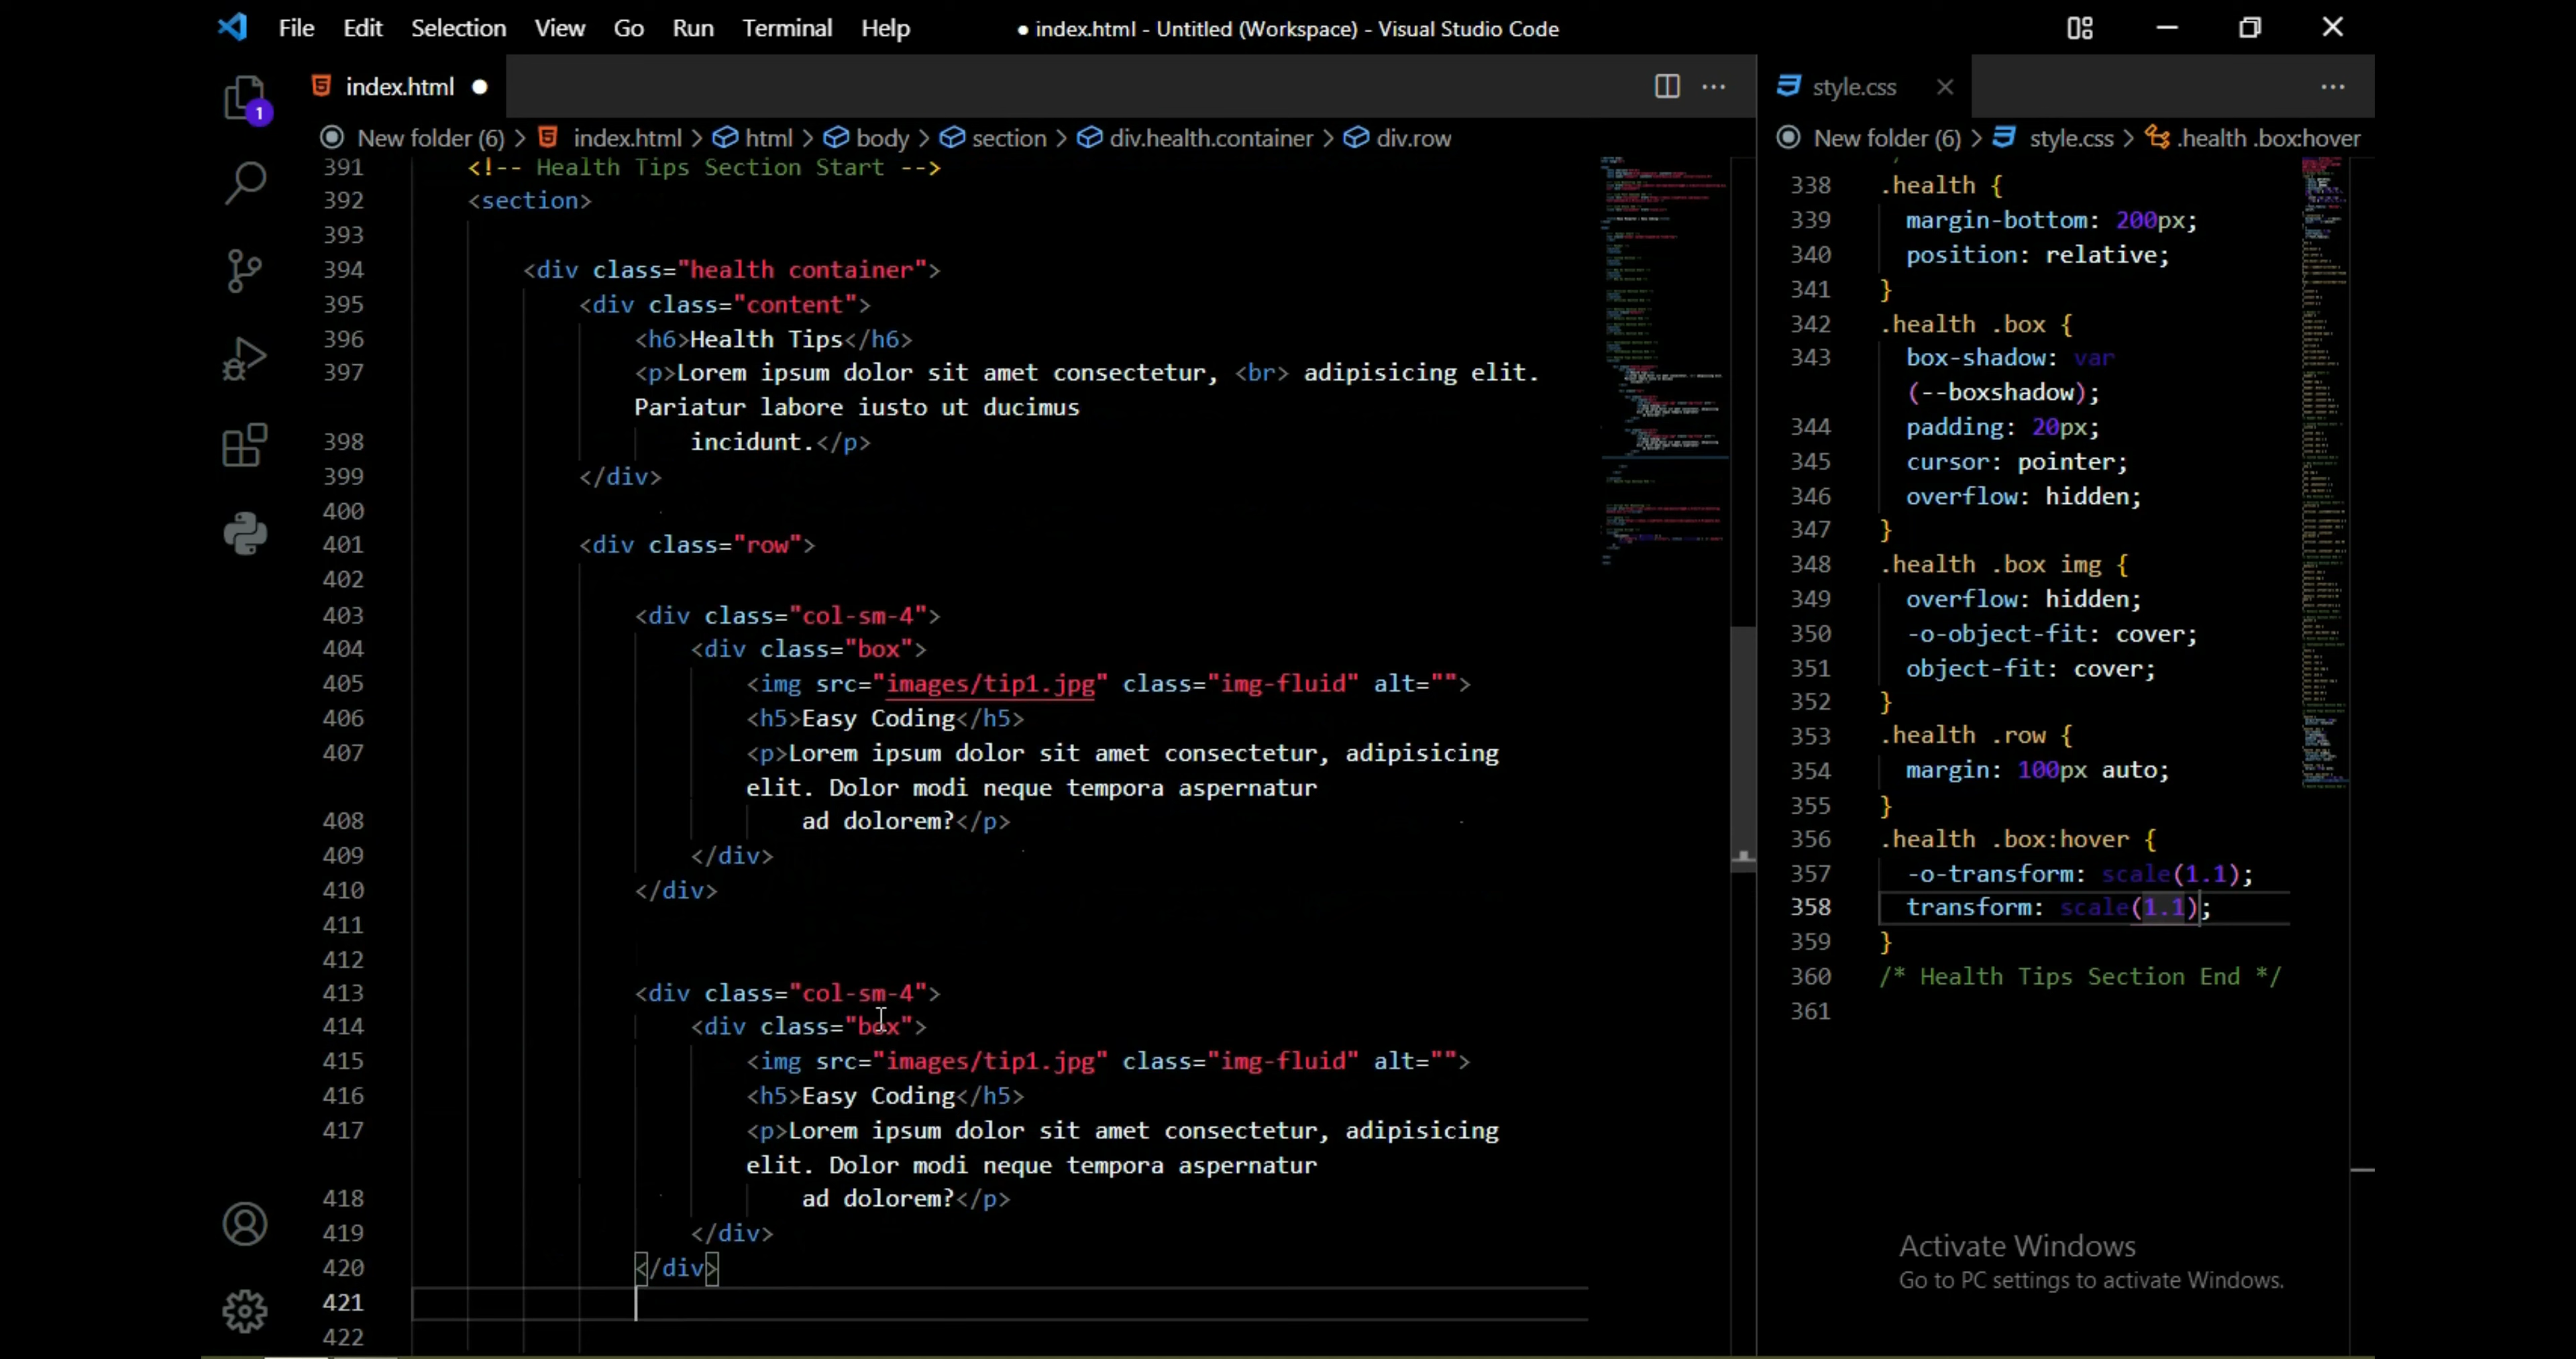 File Edit Selection View Go Run Terminal Help
● index.html - Untitled (Workspace) - Visual Studio Code
1
index.html ●
New folder (6) > index.html > html > body > section > div.health.container > div.row
391 <!-- Health Tips Section Start -->
392 <section>
393
394 <div class="health container">
395 <div class="content">
396 <h6>Health Tips</h6>
397 <p>Lorem ipsum dolor sit amet consectetur, <br> adipisicing elit.
Pariatur labore iusto ut ducimus
398 incidunt.</p>
399 </div>
400
401 <div class="row">
402
403 <div class="col-sm-4">
404 <div class="box">
405 <img src="images/tip1.jpg" class="img-fluid" alt="">
406 <h5>Easy Coding</h5>
407 <p>Lorem ipsum dolor sit amet consectetur, adipisicing
elit. Dolor modi neque tempora aspernatur
408 ad dolorem?</p>
409 </div>
410 </div>
411
412
413 <div class="col-sm-4">
414 <div class="box">
415 <img src="images/tip1.jpg" class="img-fluid" alt="">
416 <h5>Easy Coding</h5>
417 <p>Lorem ipsum dolor sit amet consectetur, adipisicing
elit. Dolor modi neque tempora aspernatur
418 ad dolorem?</p>
419 </div>
420 </div>
421
422
style.css
New folder (6) > style.css > .health .box:hover
338 .health {
339 margin-bottom: 200px;
340 position: relative;
341 }
342 .health .box {
343 box-shadow: var
(--boxshadow);
344 padding: 20px;
345 cursor: pointer;
346 overflow: hidden;
347 }
348 .health .box img {
349 overflow: hidden;
350 -o-object-fit: cover;
351 object-fit: cover;
352 }
353 .health .row {
354 margin: 100px auto;
355 }
356 .health .box:hover {
357 -o-transform: scale(1.1);
358 transform: scale(1.1);
359 }
360 /* Health Tips Section End */
361
Activate Windows
Go to PC settings to activate Windows.